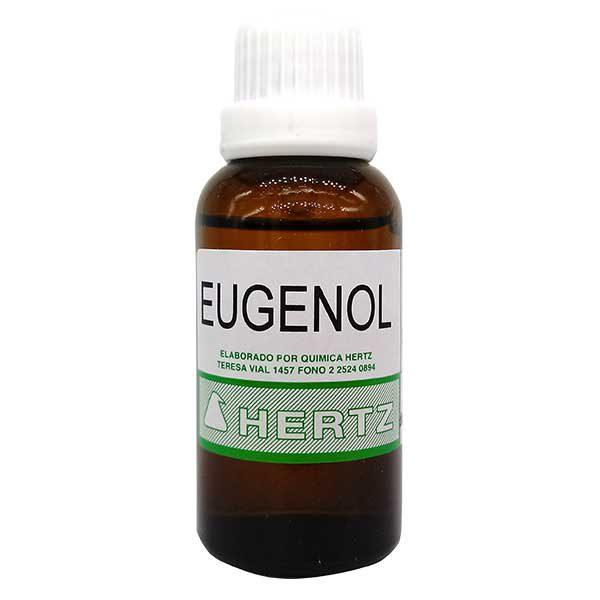 EUGENOL
ELABORADO POR QUIMICA HERTZ
TERESA VIAL 1457 FONO 2 2524 0894
HERTZ